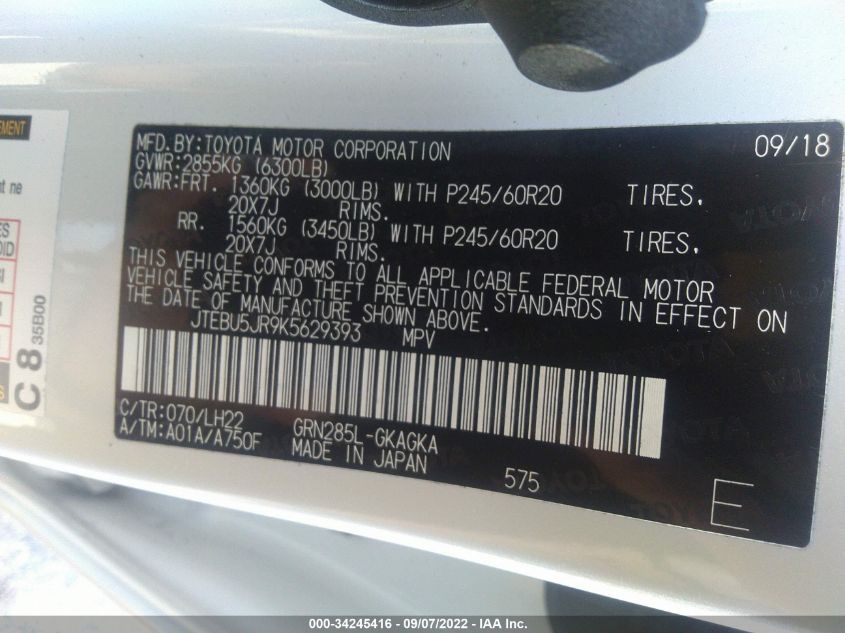 MFD.BY:TOYOTA MOTOR CORPORATION 09/18
GVWR:2855KG (6300LB)
GAWR:FRT. 1360KG (3000LB) WITH P245/60R20 TIRES,
20X7J RIMS.
RR. 1560KG (3450LB) WITH P245/60R20 TIRES,
20X7J RIMS.
THIS VEHICLE CONFORMS TO ALL APPLICABLE FEDERAL MOTOR
VEHICLE SAFETY AND THEFT PREVENTION STANDARDS IN EFFECT ON
THE DATE OF MANUFACTURE SHOWN ABOVE.
JTEBU5JR9K5629393 MPV
C/TR:070/LH22 GRN285L-GKAGKA
A/TM:A01A/A750F MADE IN JAPAN
575
E
C 8 35B00
000-34245416 - 09/07/2022 - IAA Inc.